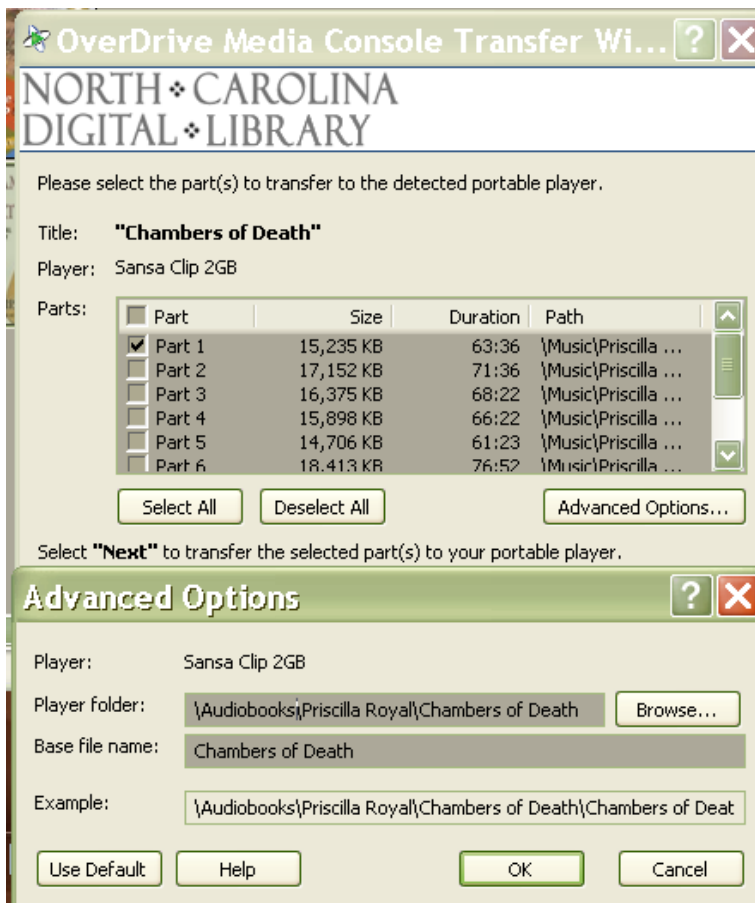 OverDrive Media Console Transfer Wi...
NORTH CAROLINA
DIGITAL LIBRARY
Please select the part(s) to transfer to the detected portable player.
Title: "Chambers of Death"
Player: Sansa Clip 2GB
Parts:
Part Size Duration Path
Part 1 15,235 KB 63:36 \Music\Priscilla ...
Part 2 17,152 KB 71:36 \Music\Priscilla ...
Part 3 16,375 KB 68:22 \Music\Priscilla ...
Part 4 15,898 KB 66:22 \Music\Priscilla ...
Part 5 14,706 KB 61:23 \Music\Priscilla ...
Part 6 18,413 KB 76:52 \Music\Priscilla ...
Select All Deselect All Advanced Options...
Select "Next" to transfer the selected part(s) to your portable player.
Advanced Options
Player: Sansa Clip 2GB
Player folder: \Audiobooks\Priscilla Royal\Chambers of Death Browse...
Base file name: Chambers of Death
Example: \Audiobooks\Priscilla Royal\Chambers of Death\Chambers of Deat
Use Default Help OK Cancel